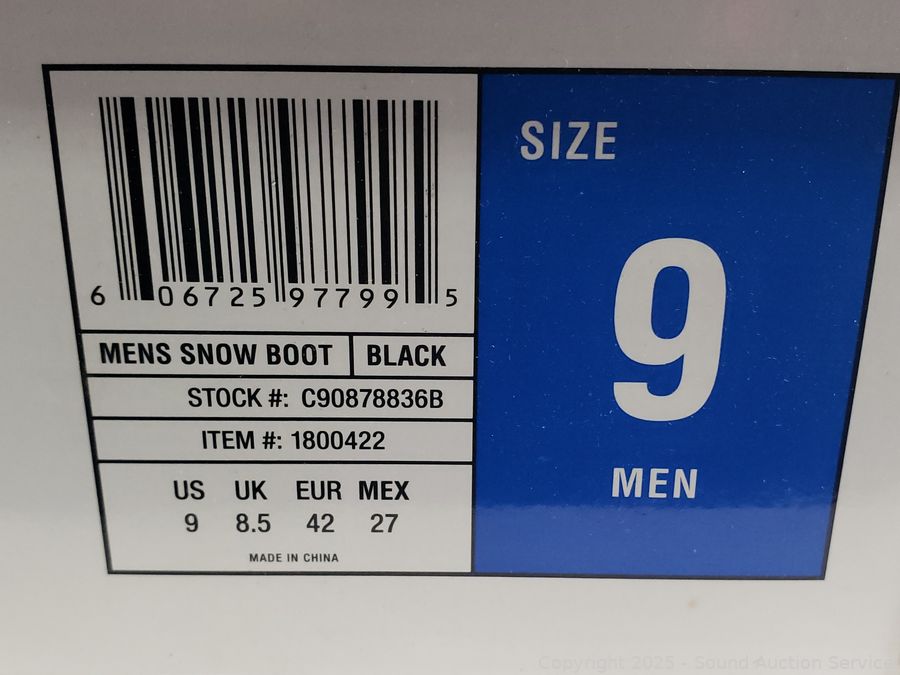 6 06725 97799 5
MENS SNOW BOOT BLACK
STOCK #: C90878836B
ITEM #: 1800422
US UK EUR MEX
9 8.5 42 27
MADE IN CHINA
SIZE
9
MEN
Copyright 2025 - Sound Auction Service